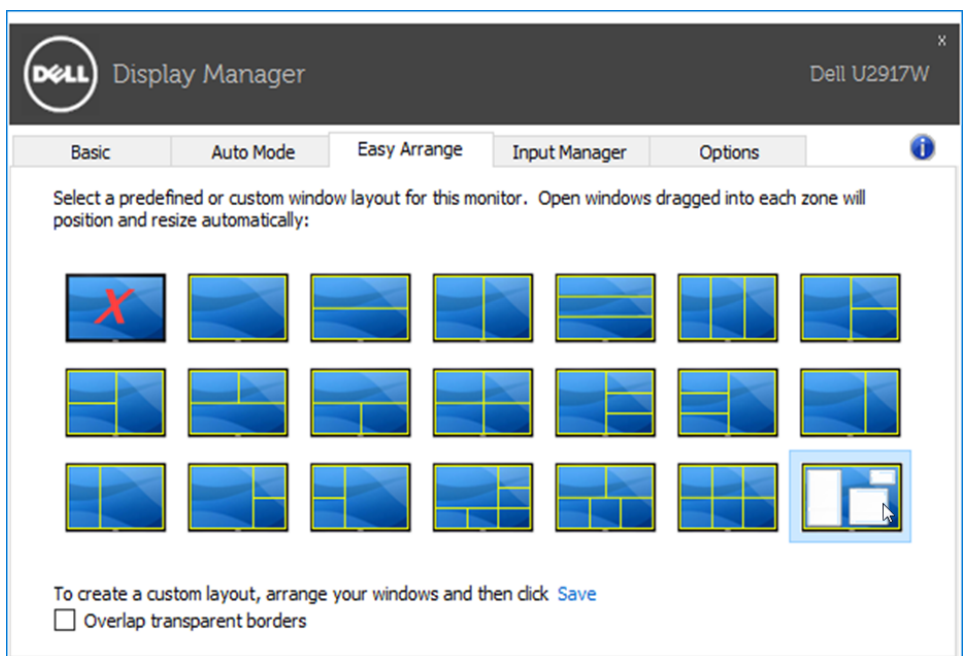 DELL Display Manager
x
Dell U2917W
Basic Auto Mode Easy Arrange Input Manager Options i
Select a predefined or custom window layout for this monitor. Open windows dragged into each zone will
position and resize automatically:
X
To create a custom layout, arrange your windows and then click Save
Overlap transparent borders